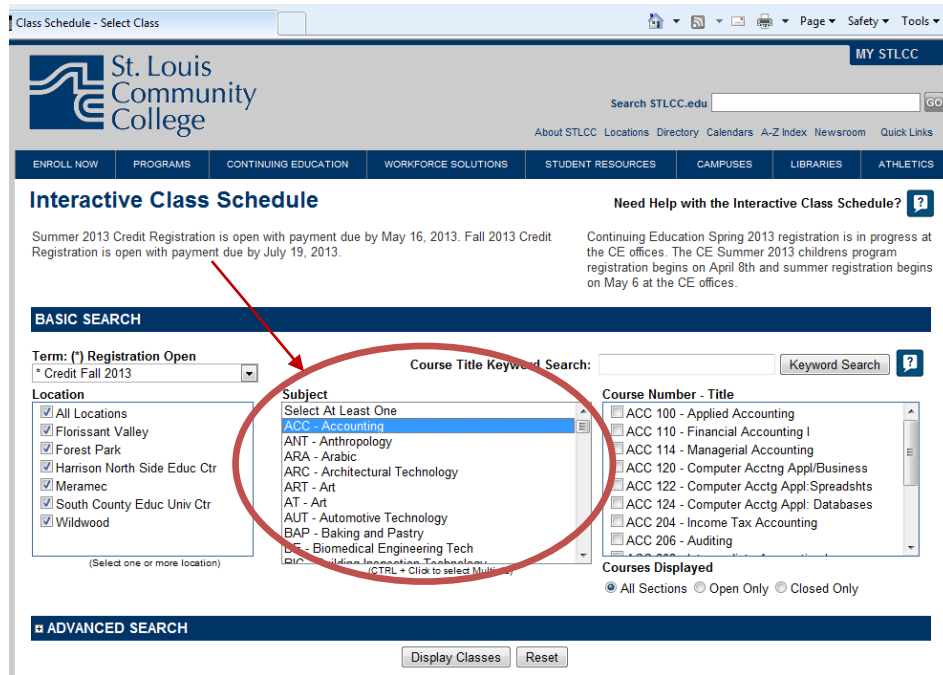 Class Schedule - Select Class
Page Safety Tools
MY STLCC
St. Louis
Community
College
Search STLCC.edu GO
About STLCC Locations Directory Calendars A-Z Index Newsroom Quick Links
ENROLL NOW PROGRAMS CONTINUING EDUCATION WORKFORCE SOLUTIONS STUDENT RESOURCES CAMPUSES LIBRARIES ATHLETICS
Interactive Class Schedule
Need Help with the Interactive Class Schedule? ?
Summer 2013 Credit Registration is open with payment due by May 16, 2013. Fall 2013 Credit
Registration is open with payment due by July 19, 2013.
Continuing Education Spring 2013 registration is in progress at
the CE offices. The CE Summer 2013 childrens program
registration begins on April 8th and summer registration begins
on May 6 at the CE offices.
BASIC SEARCH
Term: (*) Registration Open
* Credit Fall 2013
Course Title Keyword Search: Keyword Search ?
Location
All Locations
Florissant Valley
Forest Park
Harrison North Side Educ Ctr
Meramec
South County Educ Univ Ctr
Wildwood
(Select one or more location)
Subject
Select At Least One
ACC - Accounting
ANT - Anthropology
ARA - Arabic
ARC - Architectural Technology
ART - Art
AT - Art
AUT - Automotive Technology
BAP - Baking and Pastry
BE - Biomedical Engineering Tech
BIC - Building Inspection Technology
(CTRL + Click to select Multiple)
Course Number - Title
ACC 100 - Applied Accounting
ACC 110 - Financial Accounting I
ACC 114 - Managerial Accounting
ACC 120 - Computer Acctng Appl/Business
ACC 122 - Computer Acctg Appl:Spreadshts
ACC 124 - Computer Acctg Appl: Databases
ACC 204 - Income Tax Accounting
ACC 206 - Auditing
Courses Displayed
All Sections Open Only Closed Only
ADVANCED SEARCH
Display Classes Reset